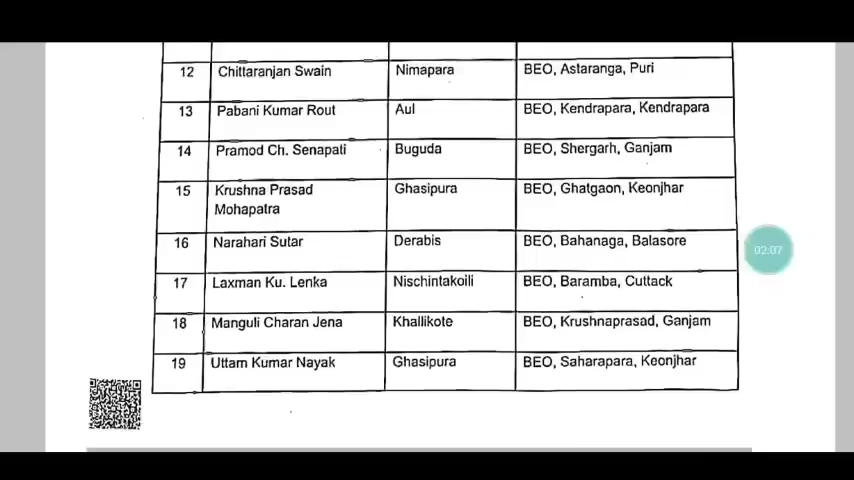 12 Chittaranjan Swain Nimapara BEO, Astaranga, Puri
13 Pabani Kumar Rout Aul BEO, Kendrapara, Kendrapara
14 Pramod Ch. Senapati Buguda BEO, Shergarh, Ganjam
15 Krushna Prasad Mohapatra Ghasipura BEO, Ghatgaon, Keonjhar
16 Narahari Sutar Derabis BEO, Bahanaga, Balasore
17 Laxman Ku. Lenka Nischintakoili BEO, Baramba, Cuttack
18 Manguli Charan Jena Khallikote BEO, Krushnaprasad, Ganjam
19 Uttam Kumar Nayak Ghasipura BEO, Saharapara, Keonjhar
02:07